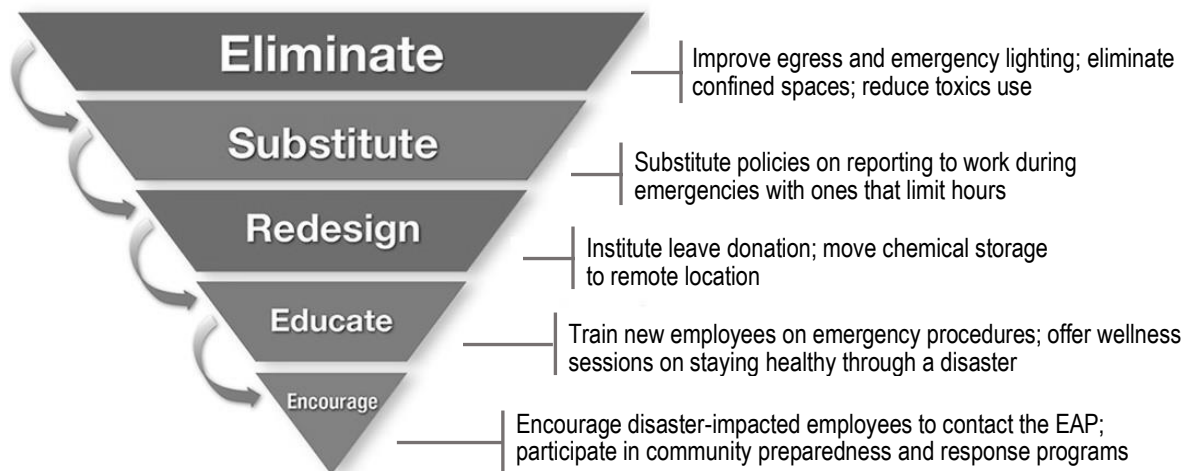 Eliminate
Improve egress and emergency lighting; eliminate
confined spaces; reduce toxics use
Substitute
Substitute policies on reporting to work during
emergencies with ones that limit hours
Redesign
Institute leave donation; move chemical storage
to remote location
Educate
Train new employees on emergency procedures; offer wellness
sessions on staying healthy through a disaster
Encourage
Encourage disaster-impacted employees to contact the EAP;
participate in community preparedness and response programs